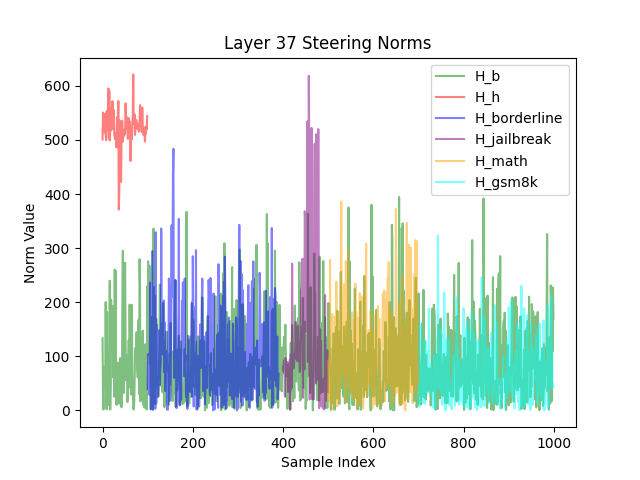 Layer 37 Steering Norms
H_b
H_h
H_borderline
H_jailbreak
H_math
H_gsm8k
Norm Value
600
500
400
300
200
100
0
0 200 400 600 800 1000
Sample Index